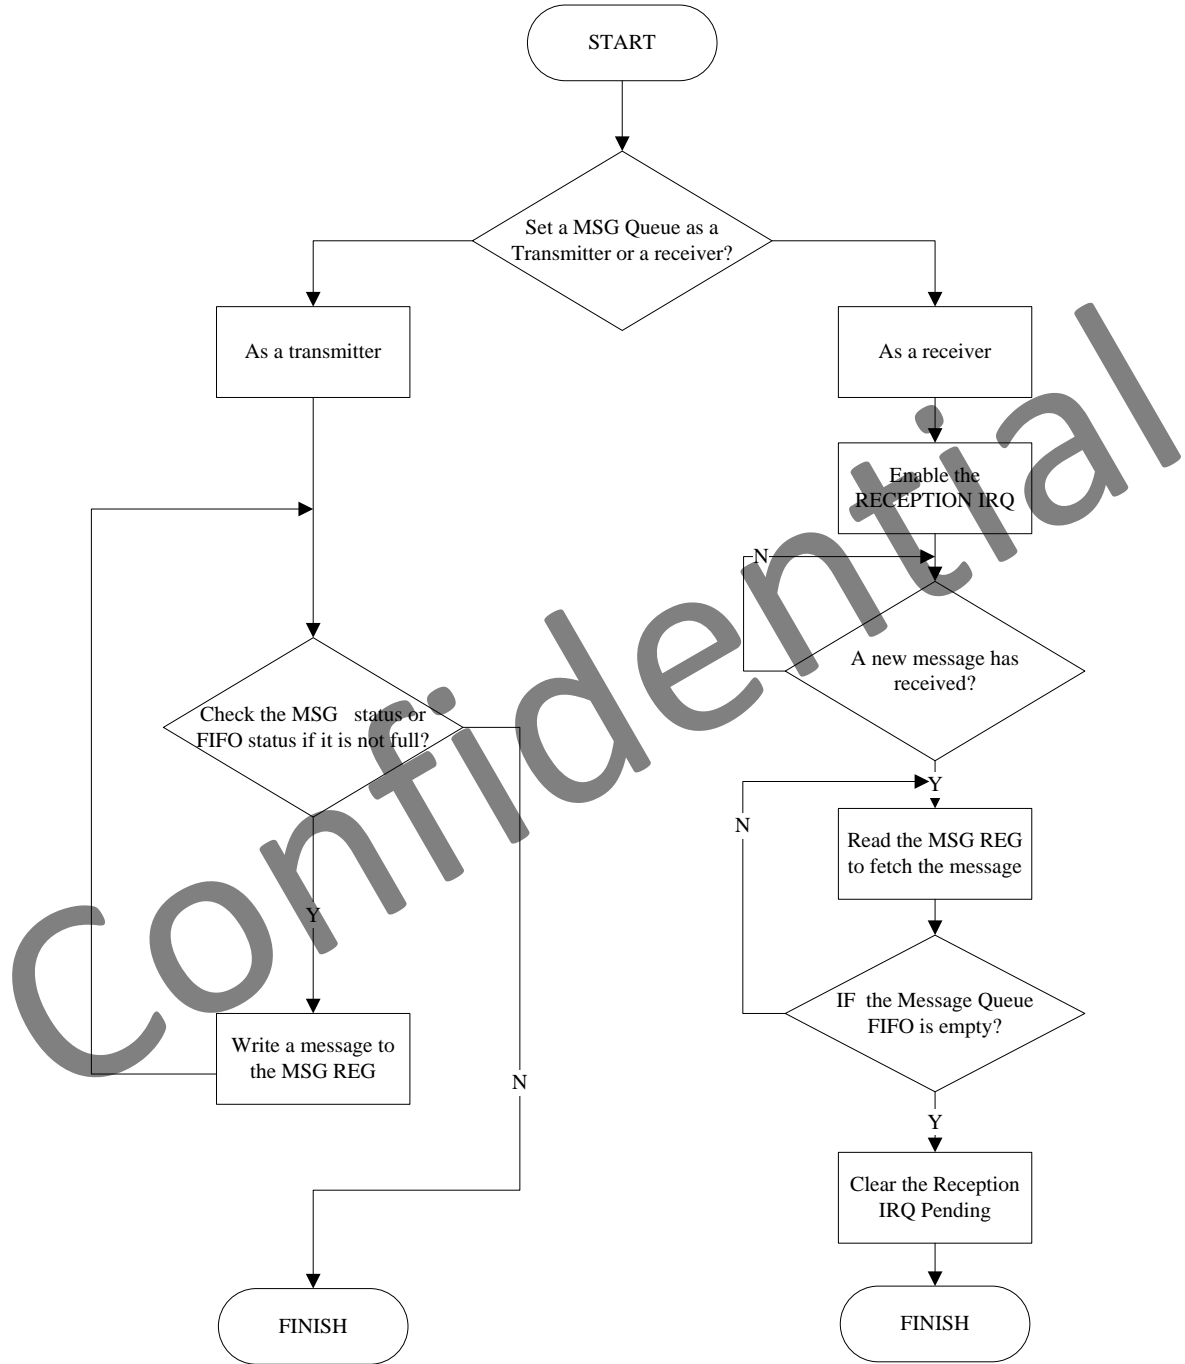 START
Set a MSG Queue as a
Transmitter or a receiver?
As a transmitter
As a receiver
Enable the
RECEPTION IRQ
N
A new message has
received?
Check the MSG status or
FIFO status if it is not full?
Y
N
Read the MSG REG
to fetch the message
Y
IF the Message Queue
FIFO is empty?
Write a message to
the MSG REG
N
Y
Clear the Reception
IRQ Pending
FINISH
FINISH
Confidential